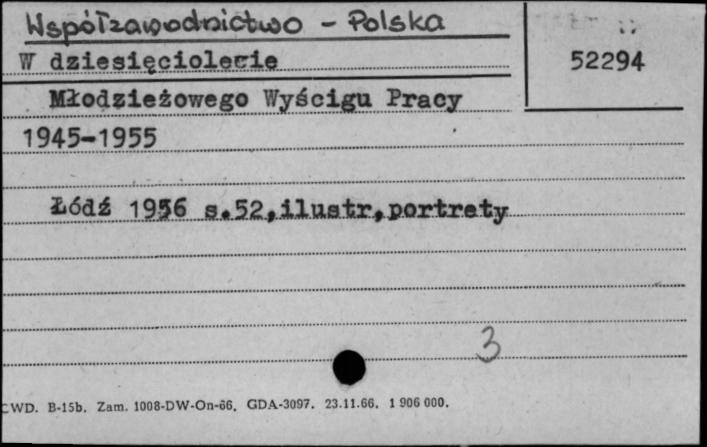 Współzawodnictwo - Polska
W dziesięciolecie
52294
Młodzieżowego Wyścigu Pracy
1945-1955
Łódź 1956 s.52,ilustr,portrety
3
CWD. B-15b. Zam. 1008-DW-On-66. GDA-3097. 23.11.66. 1 906 000.